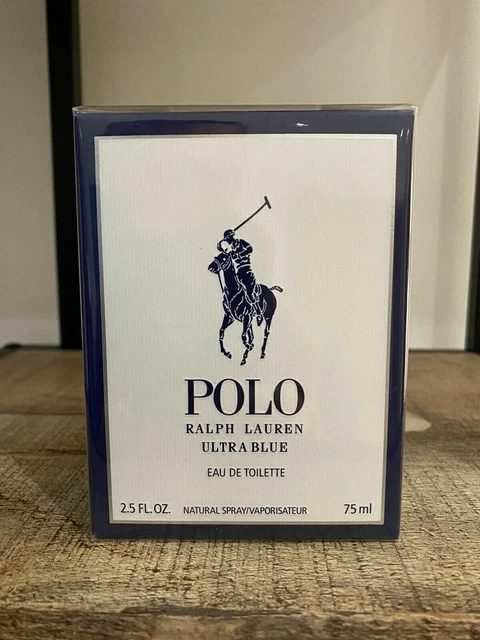 POLO
RALPH LAUREN
ULTRA BLUE
EAU DE TOILETTE
2.5 FL. OZ. NATURAL SPRAY/VAPORISATEUR 75 ml